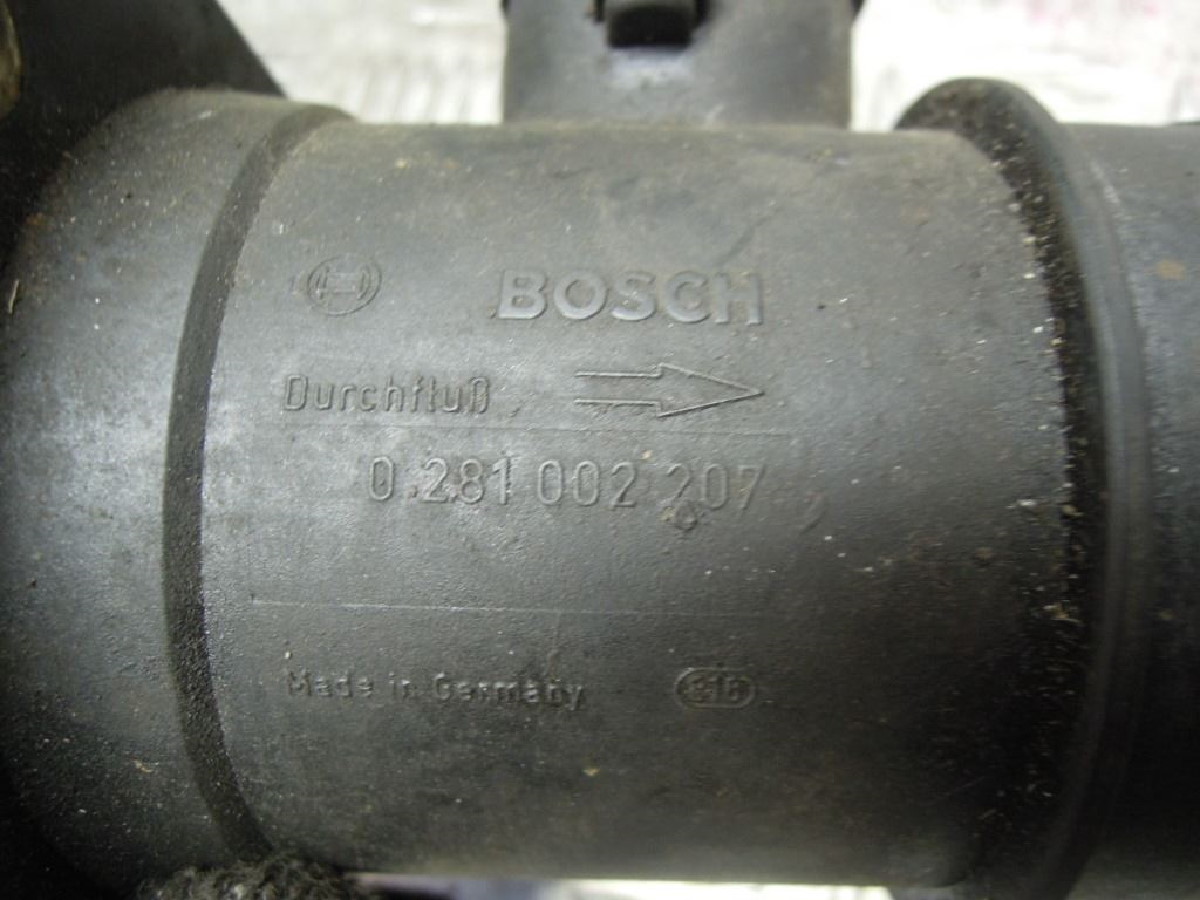 BOSCH
Durchfluß
0 281 002 207
Made in Germany